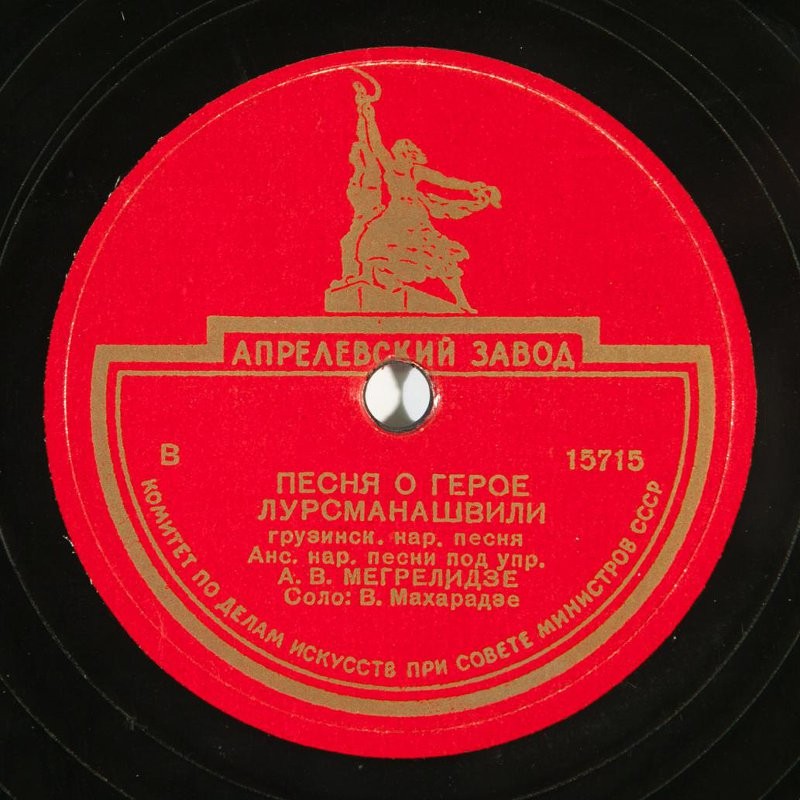 АПРЕЛЕВСКИЙ ЗАВОД
В 15715
ПЕСНЯ О ГЕРОЕ
ЛУРСМАНАШВИЛИ
грузинск. нар. песня
Анс. нар. песни под упр.
А. В. МЕГРЕЛИДЗЕ
Соло: В. Махарадзе
КОМИТЕТ ПО ДЕЛАМ ИСКУССТВ ПРИ СОВЕТЕ МИНИСТРОВ СССР